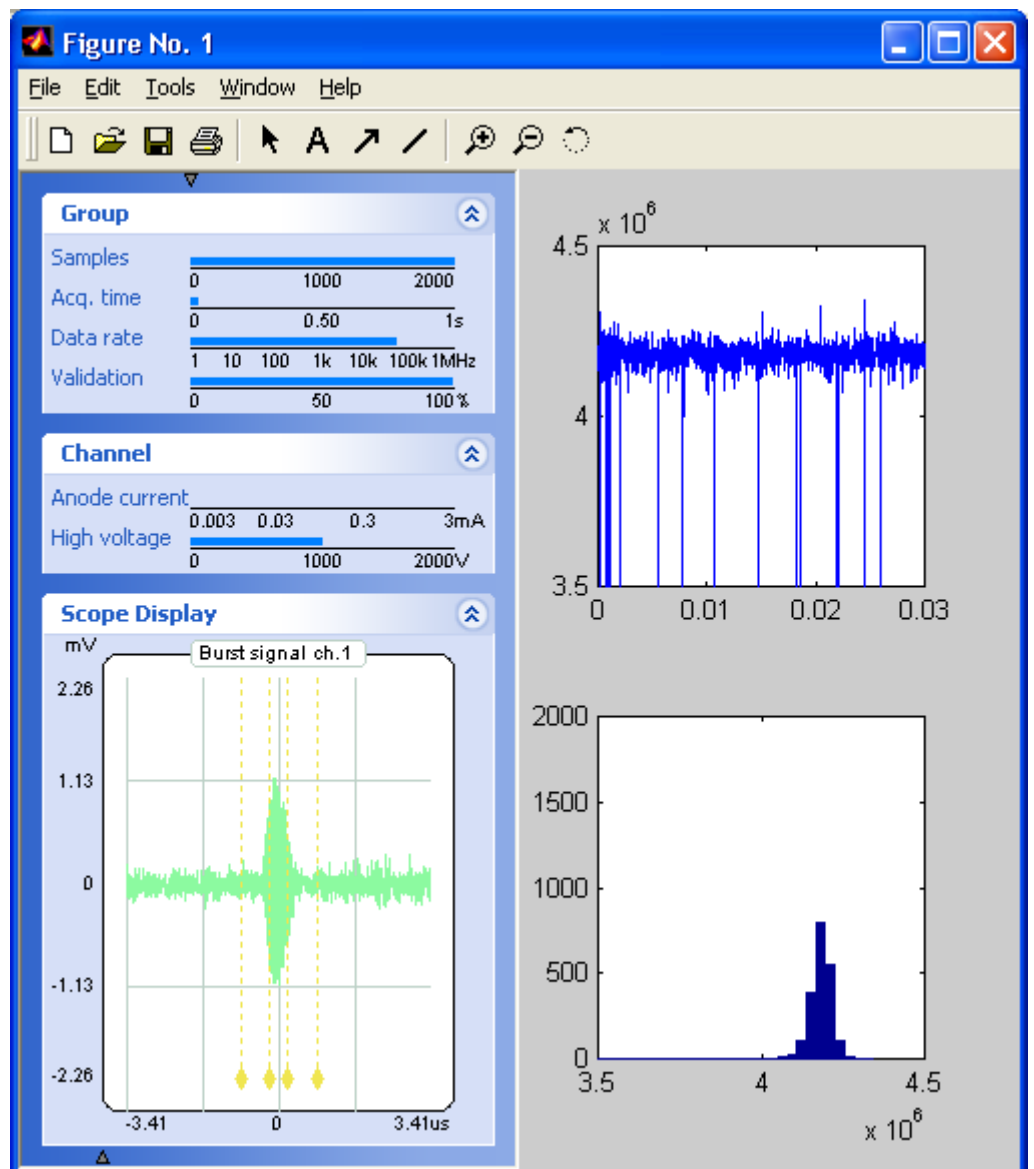 Figure No. 1
File Edit Tools Window Help
A
Group
Samples
0 1000 2000
Acq. time
0 0.50 1s
Data rate
1 10 100 1k 10k 100k 1MHz
Validation
0 50 100%
Channel
Anode current
0.003 0.03 0.3 3mA
High voltage
0 1000 2000V
Scope Display
mV
Burst signal ch.1
2.26
1.13
0
-1.13
-2.26
-3.41 0 3.41us
x 10^6
4.5
4
3.5
0 0.01 0.02 0.03
2000
1500
1000
500
0
3.5 4 4.5
x 10^6